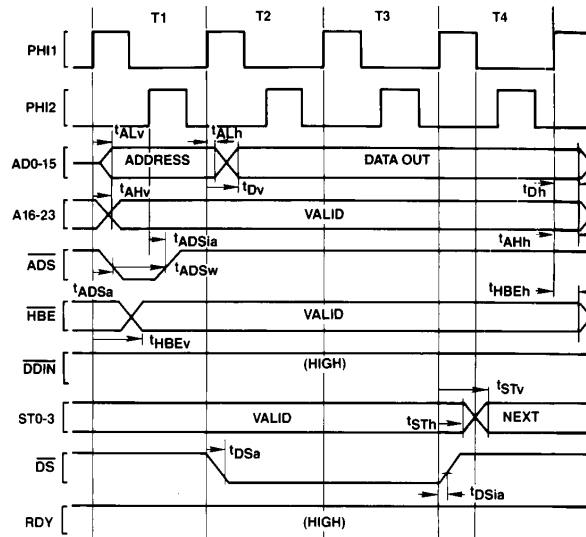 T1 T2 T3 T4
PHI1
PHI2
tALv tALh
AD0-15 ADDRESS DATA OUT
tAHv tDv tDh
A16-23 VALID
tADSia tAHh
ADS
tADSw
tADSa tHBEh
HBE VALID
tHBEv
DDIN (HIGH)
tSTv
ST0-3 VALID tSTh NEXT
tDSa
DS
tDSia
RDY (HIGH)